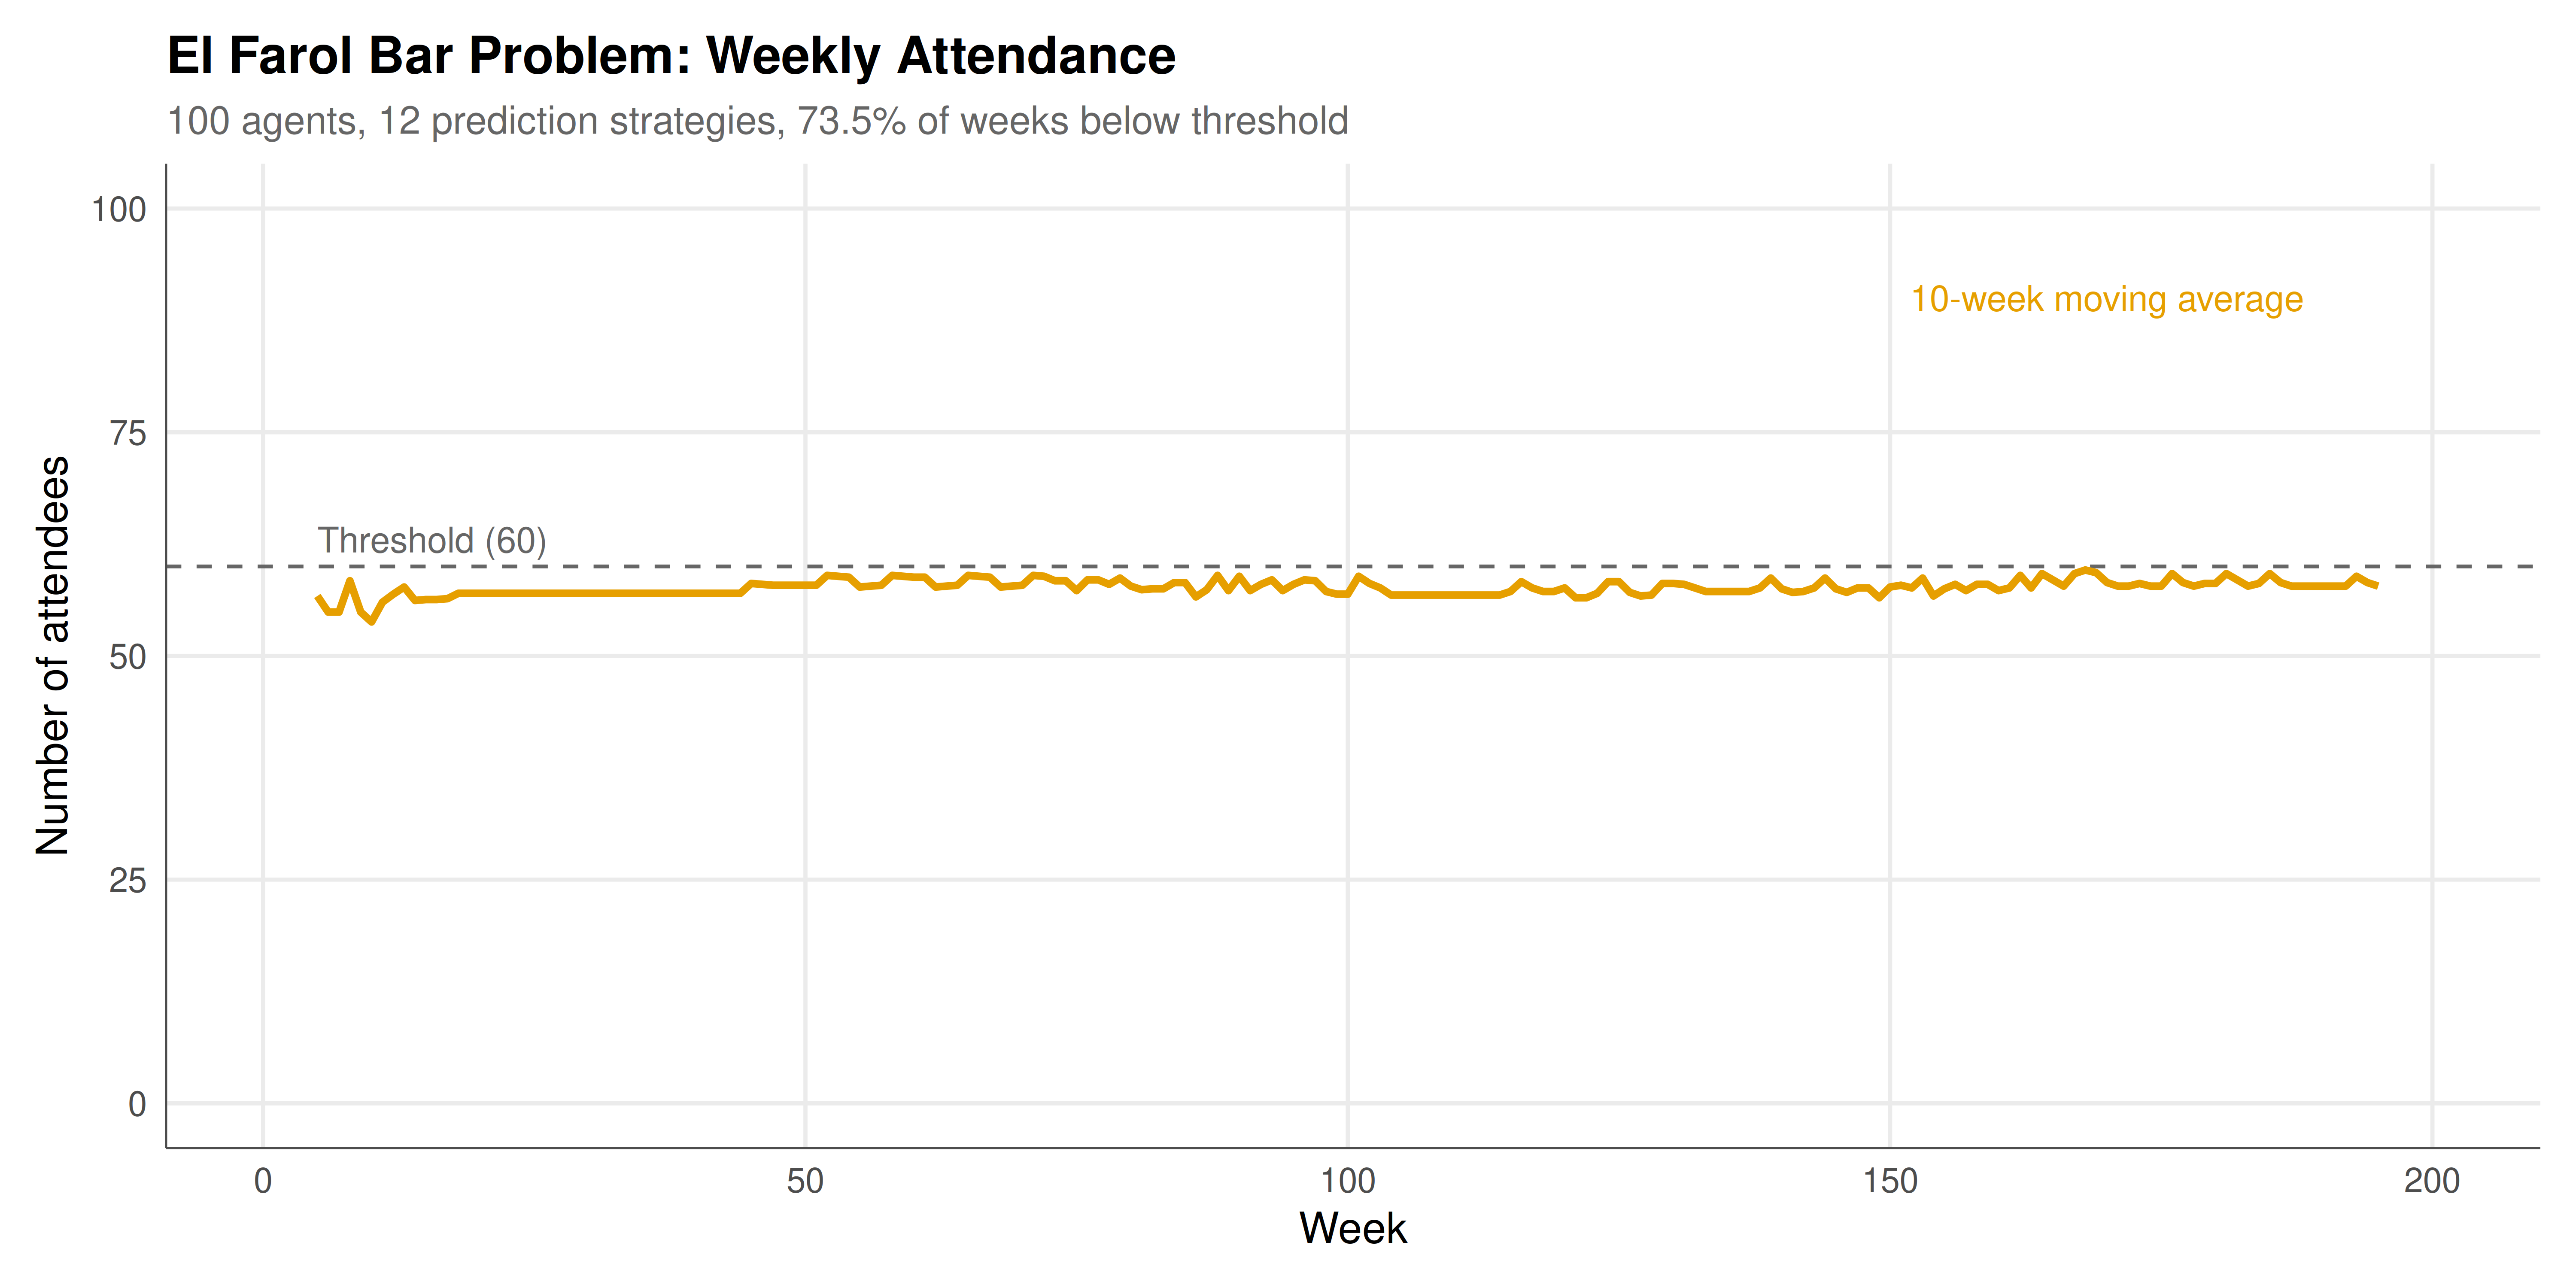 El Farol Bar Problem: Weekly Attendance
100 agents, 12 prediction strategies, 73.5% of weeks below threshold
Number of attendees
100
75
50
25
0
10-week moving average
Threshold (60)
0
50
100
150
200
Week